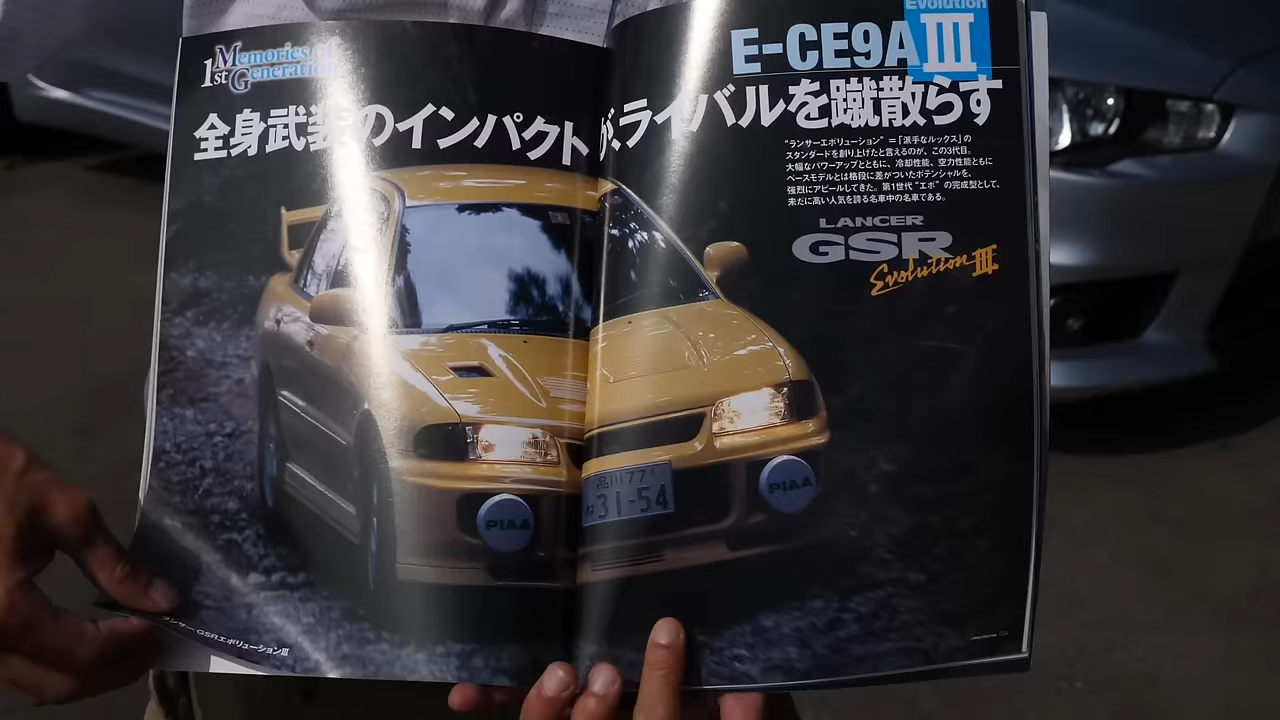 Memories of
1st Generation
Evolution
E-CE9A III
全身武装のインパクトが、ライバルを蹴散らす
"ランサーエボリューション"＝「派手なルックス」の
スタンダードを創り上げたと言えるのが、この3代目。
大幅なパワーアップとともに、冷却性能、空力性能ともに
ベースモデルとは格段に差がついたポテンシャルを、
強烈にアピールしてきた。第1世代"エボ"の完成型として、
未だに高い人気を誇る名車中の名車である。
LANCER
GSR
Evolution III
品川 77
31-54
PIAA
PIAA
ランサー GSRエボリューションIII